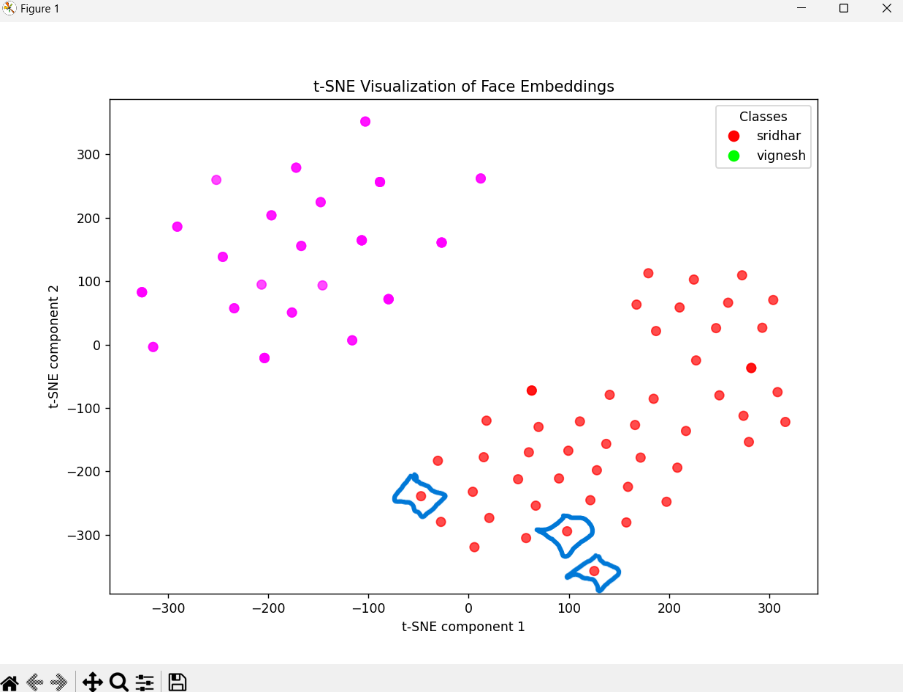 Figure 1
t-SNE Visualization of Face Embeddings
Classes
sridhar
vignesh
t-SNE component 2
300
200
100
0
−100
−200
−300
−300 −200 −100 0 100 200 300
t-SNE component 1